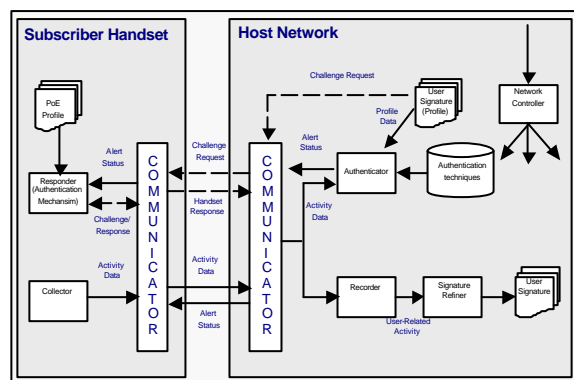 Subscriber Handset
Host Network
PoE
Profile
Alert
Status
Responder
(Authentication
Mechansim)
Challenge/
Response
Activity
Data
Collector
COMMUNICATOR
Challenge
Request
Handset
Response
Activity
Data
Alert
Status
COMMUNICATOR
Challenge Request
User
Signature
(Profile)
Profile
Data
Alert
Status
Authenticator
Authentication
techniques
Network
Controller
Activity
Data
Recorder
Signature
Refiner
User
Signature
User-Related
Activity